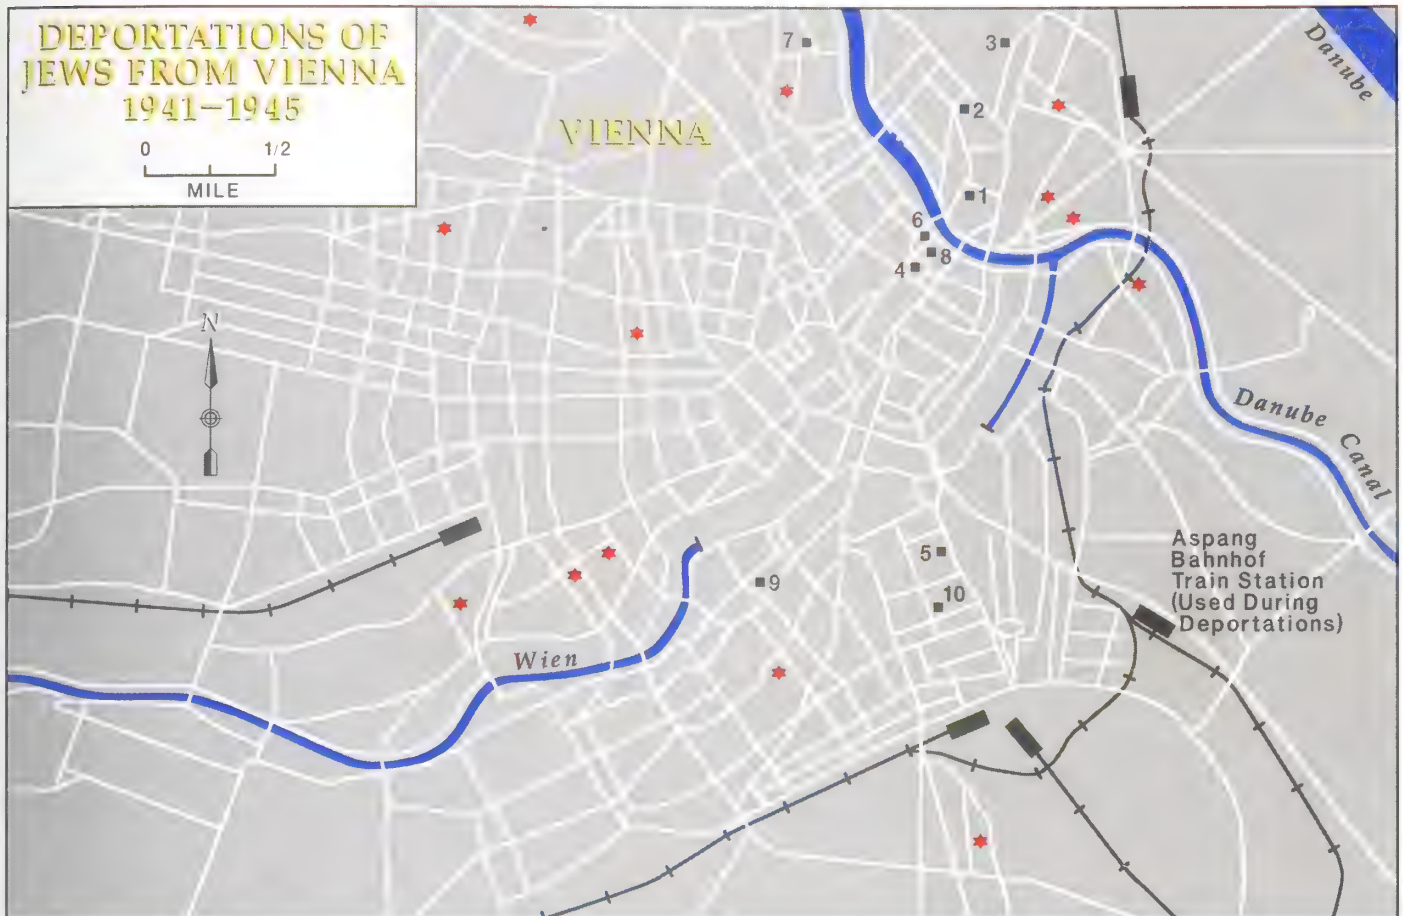 DEPORTATIONS OF
JEWS FROM VIENNA
1941–1945
0 1/2
MILE
VIENNA
7
3
2
1
6
8
4
Danube
N
Danube Canal
Aspang
Bahnhof
Train Station
(Used During
Deportations)
5
9
10
Wien